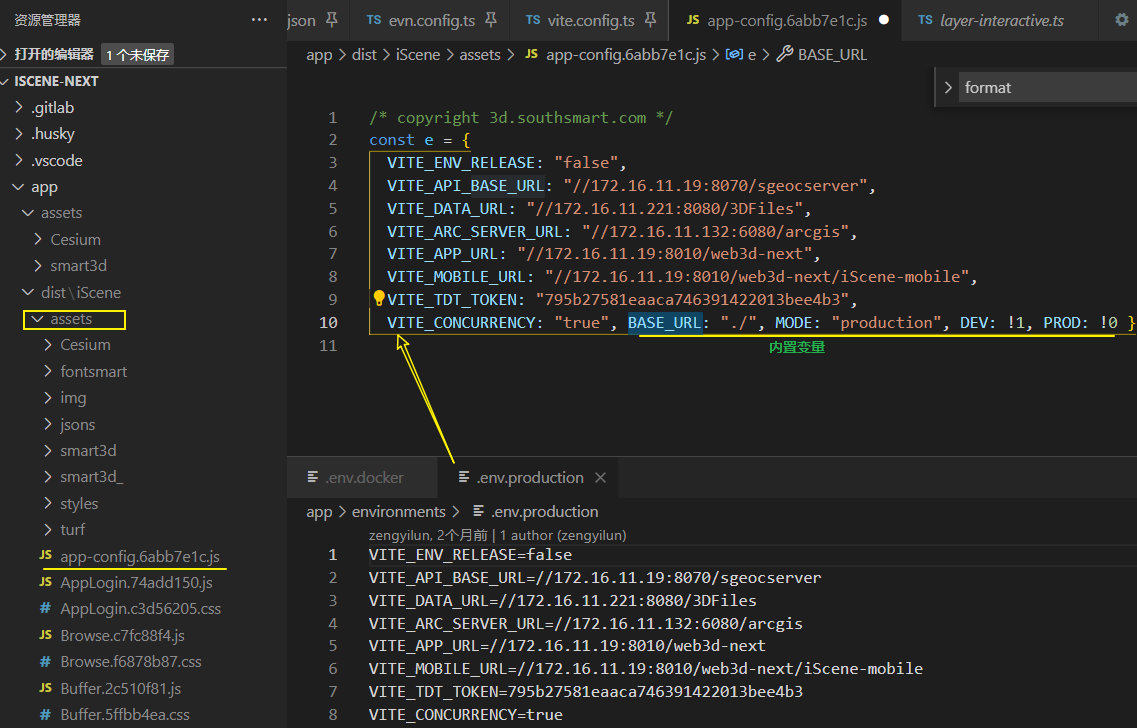 资源管理器 ...
打开的编辑器 1 个未保存
ISCENE-NEXT
.gitlab
.husky
.vscode
app
assets
Cesium
smart3d
dist\iScene
assets
Cesium
fontsmart
img
jsons
smart3d
smart3d_
styles
turf
JS app-config.6abb7e1c.js
JS AppLogin.74add150.js
# AppLogin.c3d56205.css
JS Browse.c7fc88f4.js
# Browse.f6878b87.css
JS Buffer.2c510f81.js
# Buffer.5ffbb4ea.css
json TS evn.config.ts TS vite.config.ts JS app-config.6abb7e1c.js TS layer-interactive.ts
app > dist > iScene > assets > JS app-config.6abb7e1c.js > e > BASE_URL
format
1 /* copyright 3d.southsmart.com */
2 const e = {
3 VITE_ENV_RELEASE: "false",
4 VITE_API_BASE_URL: "//172.16.11.19:8070/sgeocserver",
5 VITE_DATA_URL: "//172.16.11.221:8080/3DFiles",
6 VITE_ARC_SERVER_URL: "//172.16.11.132:6080/arcgis",
7 VITE_APP_URL: "//172.16.11.19:8010/web3d-next",
8 VITE_MOBILE_URL: "//172.16.11.19:8010/web3d-next/iScene-mobile",
9 VITE_TDT_TOKEN: "795b27581eaaca746391422013bee4b3",
10 VITE_CONCURRENCY: "true", BASE_URL: "./", MODE: "production", DEV: !1, PROD: !0 }
11
内置变量
.env.docker .env.production
app > environments > .env.production
zengyilun, 2个月前 | 1 author (zengyilun)
1 VITE_ENV_RELEASE=false
2 VITE_API_BASE_URL=//172.16.11.19:8070/sgeocserver
3 VITE_DATA_URL=//172.16.11.221:8080/3DFiles
4 VITE_ARC_SERVER_URL=//172.16.11.132:6080/arcgis
5 VITE_APP_URL=//172.16.11.19:8010/web3d-next
6 VITE_MOBILE_URL=//172.16.11.19:8010/web3d-next/iScene-mobile
7 VITE_TDT_TOKEN=795b27581eaaca746391422013bee4b3
8 VITE_CONCURRENCY=true